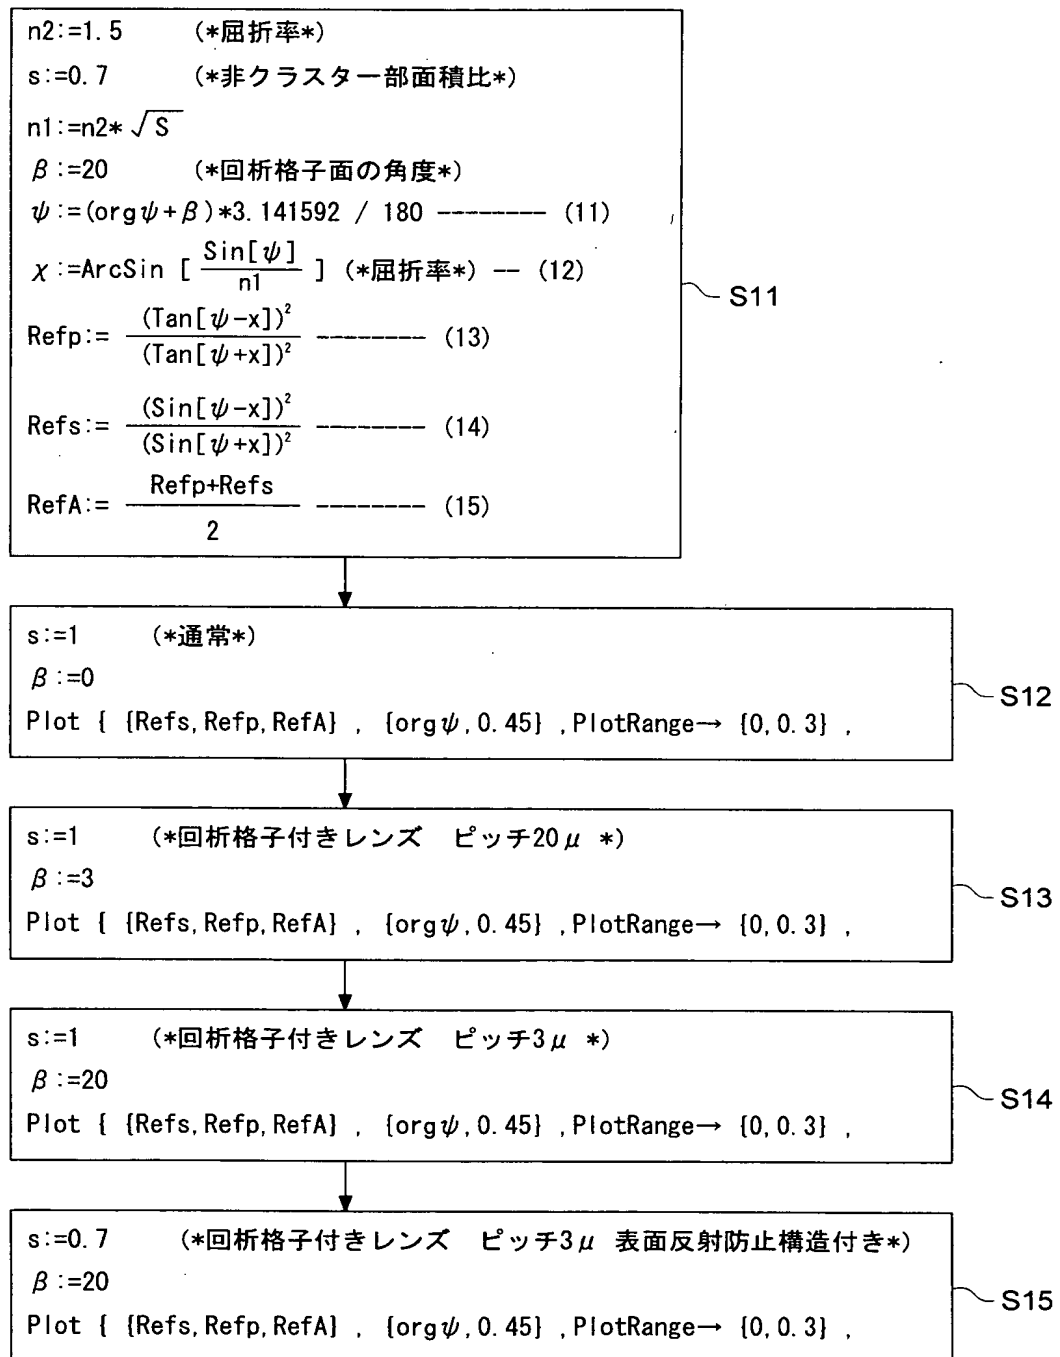 n2:=1.5 (*屈折率*)
s:=0.7 (*非クラスター部面積比*)
n1:=n2*√S
β:=20 (*回析格子面の角度*)
ψ:=(orgψ+β)*3.141592 / 180 --------- (11)
χ:=ArcSin [ Sin[ψ] / n1 ] (*屈折率*) -- (12)
Refp:= (Tan[ψ-x])² / (Tan[ψ+x])² -------- (13)
Refs:= (Sin[ψ-x])² / (Sin[ψ+x])² -------- (14)
RefA:= Refp+Refs / 2 -------- (15)
S11
s:=1 (*通常*)
β:=0
Plot { {Refs,Refp,RefA} , {orgψ,0.45} ,PlotRange→ {0,0.3} ,
S12
s:=1 (*回析格子付きレンズ ピッチ20μ *)
β:=3
Plot { {Refs,Refp,RefA} , {orgψ,0.45} ,PlotRange→ {0,0.3} ,
S13
s:=1 (*回析格子付きレンズ ピッチ3μ *)
β:=20
Plot { {Refs,Refp,RefA} , {orgψ,0.45} ,PlotRange→ {0,0.3} ,
S14
s:=0.7 (*回析格子付きレンズ ピッチ3μ 表面反射防止構造付き*)
β:=20
Plot { {Refs,Refp,RefA} , {orgψ,0.45} ,PlotRange→ {0,0.3} ,
S15